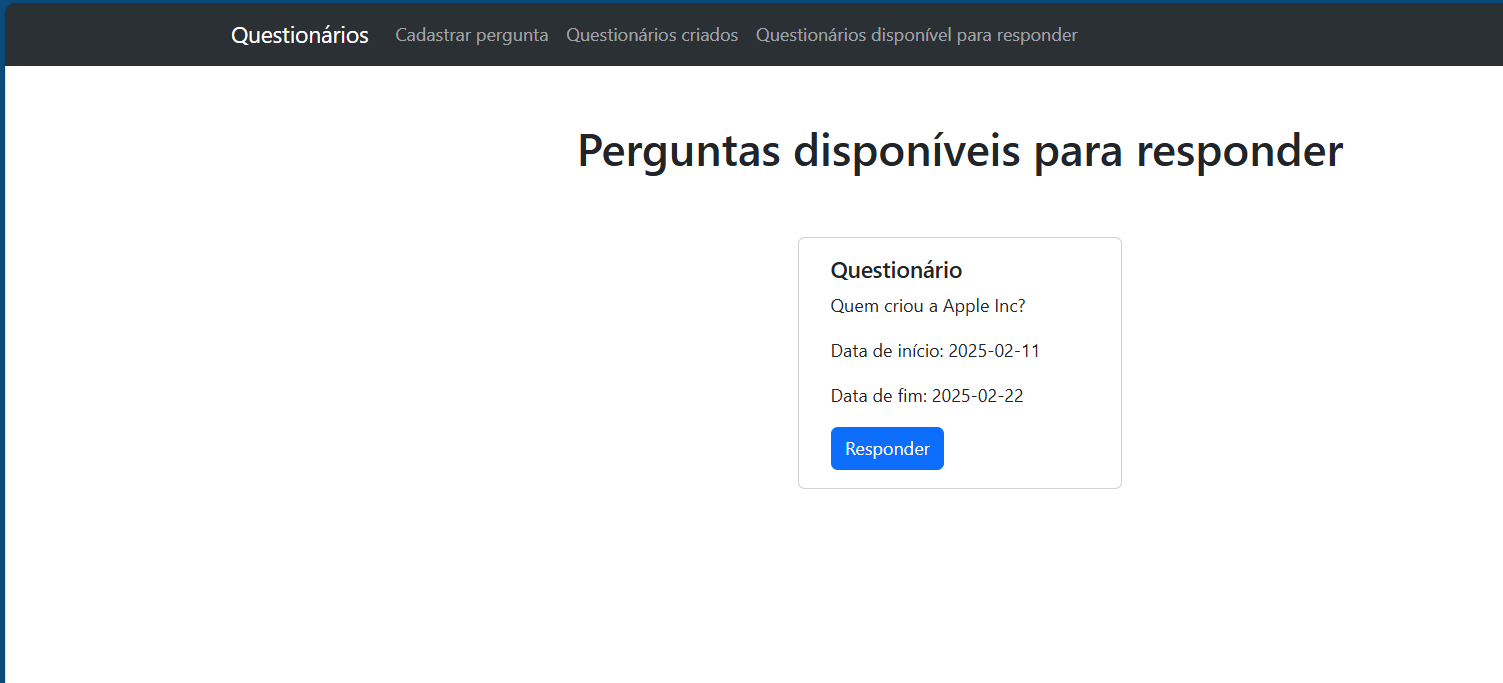 Questionários Cadastrar pergunta Questionários criados Questionários disponível para responder
Perguntas disponíveis para responder
Questionário
Quem criou a Apple Inc?
Data de início: 2025-02-11
Data de fim: 2025-02-22
Responder